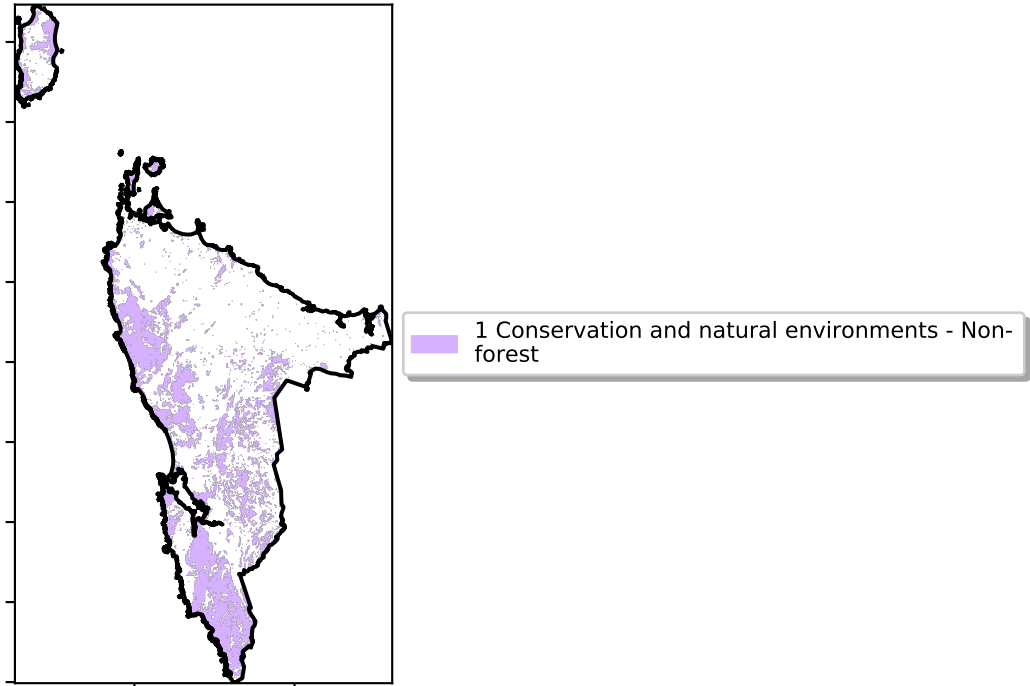 1 Conservation and natural environments - Non-
forest